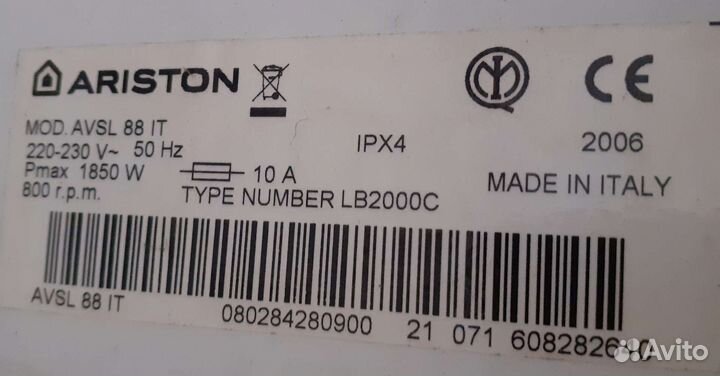 ARISTON
MOD. AVSL 88 IT
220-230 V~ 50 Hz
Pmax 1850 W
800 r.p.m.
10 A
TYPE NUMBER LB2000C
IPX4
CE
2006
MADE IN ITALY
AVSL 88 IT
080284280900 21 071
Avito